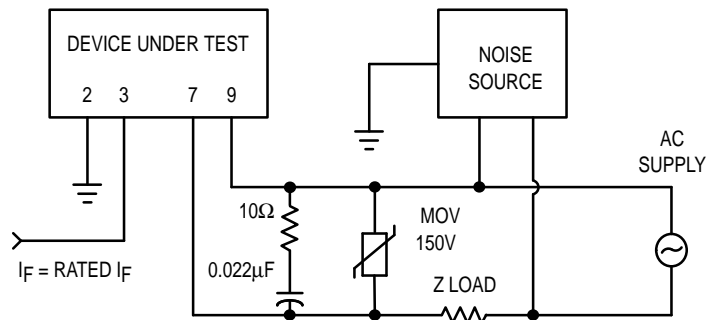 DEVICE UNDER TEST
2 3 7 9
NOISE
SOURCE
AC
SUPPLY
10Ω
MOV
150V
0.022μF
Z LOAD
IF = RATED IF